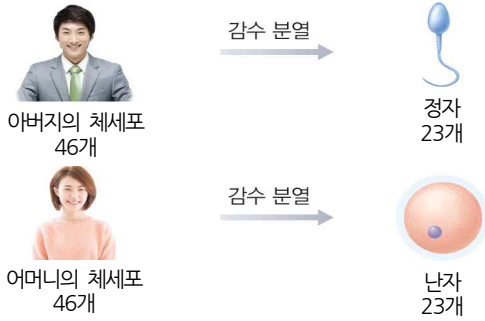 감수 분열
아버지의 체세포
46개
정자
23개
감수 분열
어머니의 체세포
46개
난자
23개